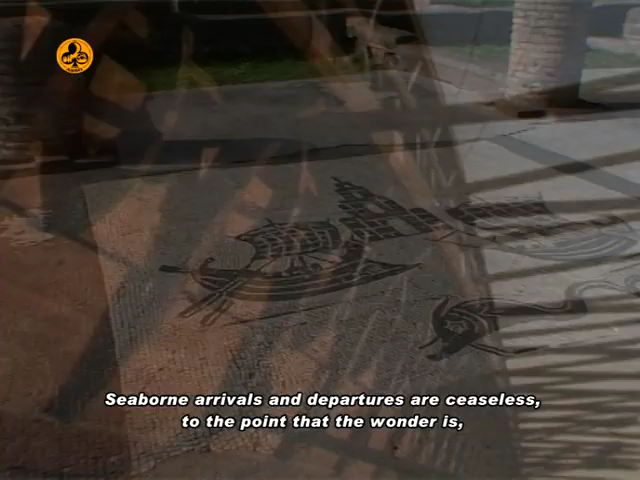 Seaborne arrivals and departures are ceaseless,
to the point that the wonder is,